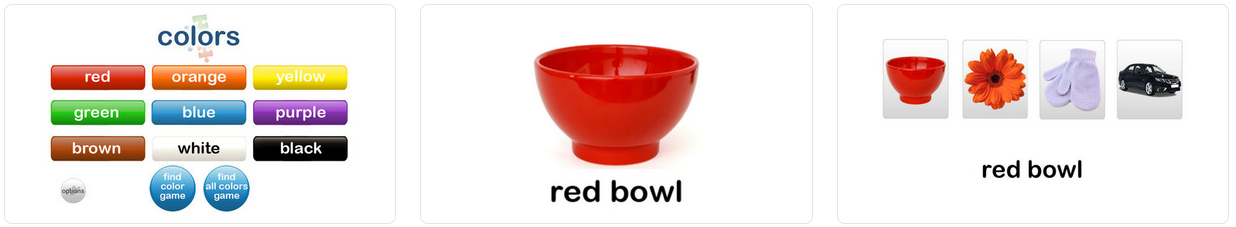 colors
red
orange
yellow
green
blue
purple
brown
white
black
options
find
color
game
find
all colors
game
red bowl
red bowl